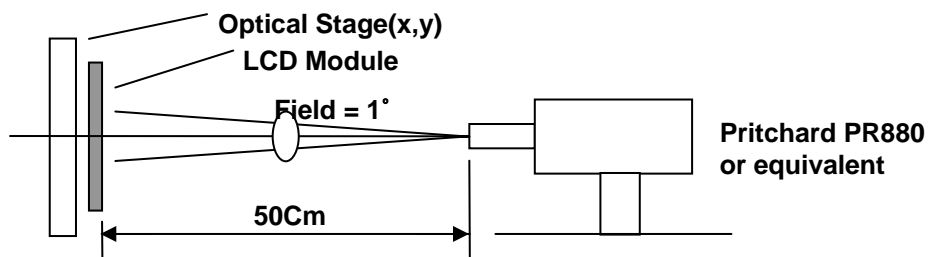 Optical Stage(x,y)
LCD Module
Field = 1˚
Pritchard PR880
or equivalent
50Cm